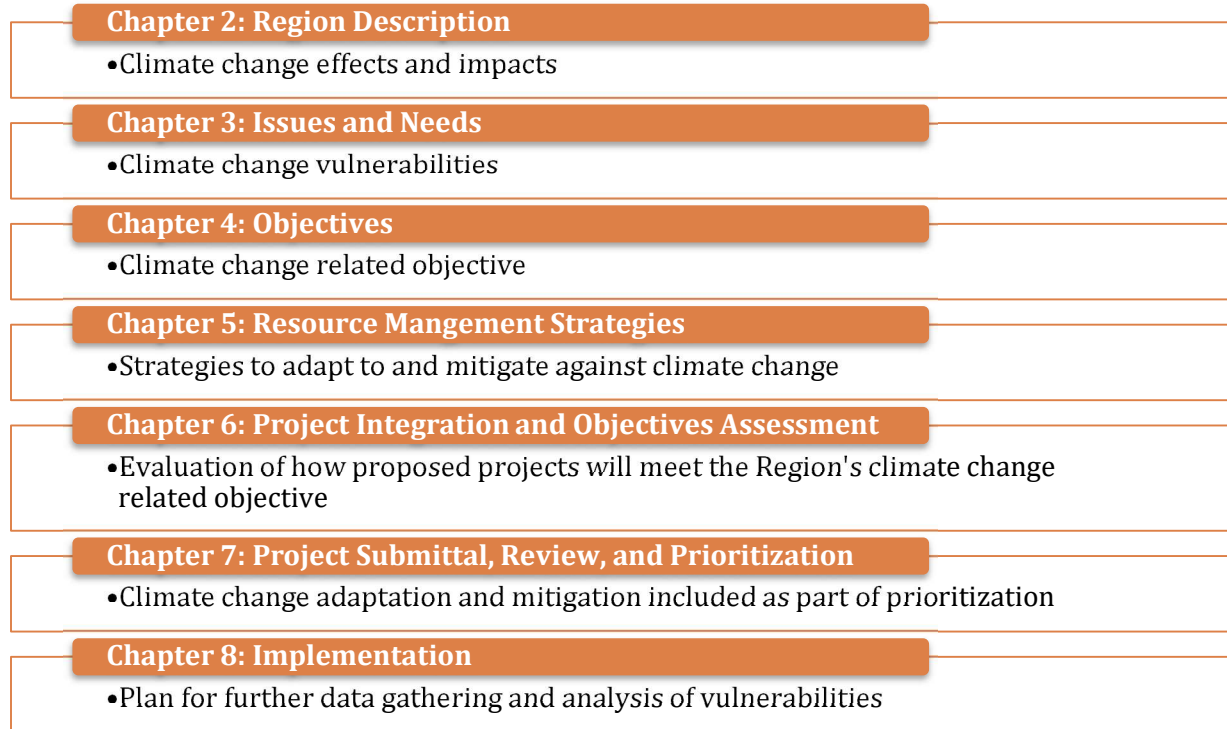 Chapter 2: Region Description
•Climate change effects and impacts
Chapter 3: Issues and Needs
•Climate change vulnerabilities
Chapter 4: Objectives
•Climate change related objective
Chapter 5: Resource Mangement Strategies
•Strategies to adapt to and mitigate against climate change
Chapter 6: Project Integration and Objectives Assessment
•Evaluation of how proposed projects will meet the Region's climate change
related objective
Chapter 7: Project Submittal, Review, and Prioritization
•Climate change adaptation and mitigation included as part of prioritization
Chapter 8: Implementation
•Plan for further data gathering and analysis of vulnerabilities